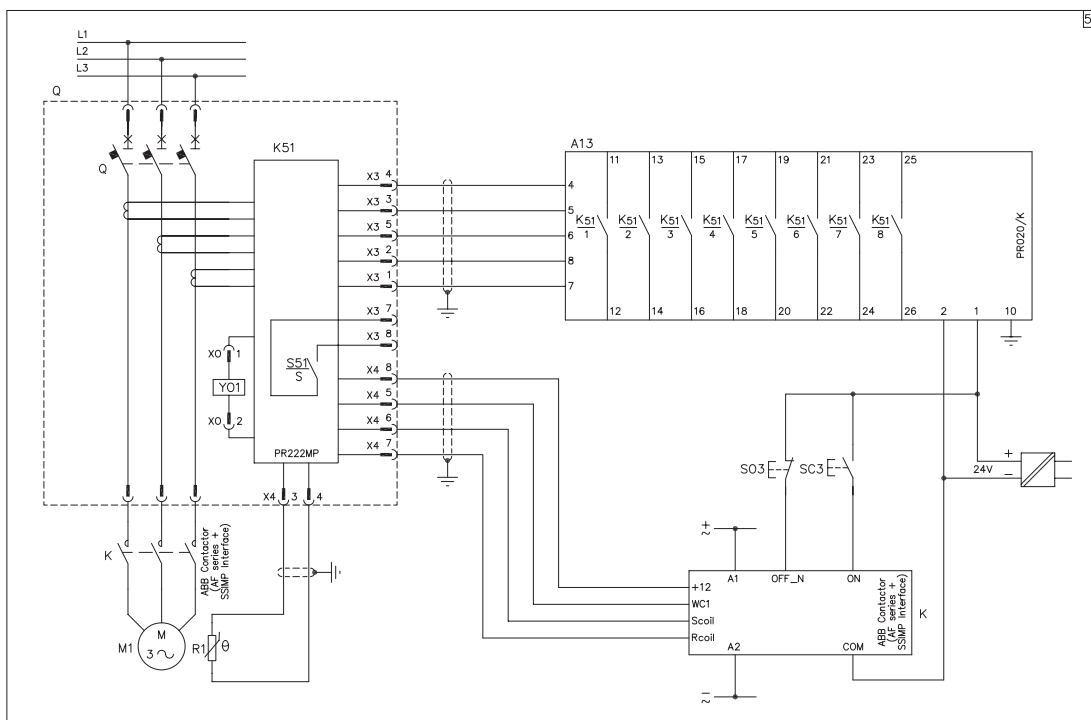 5
L1
L2
L3
Q
Q
K51
X3 4
X3 3
X3 5
X3 2
X3 1
X3 7
X3 8
X4 8
X4 5
X4 6
X4 7
S51
S
X0 1
Y01
X0 2
PR222MP
X4 3 4
K
ABB Contactor
(AF series +
SSIMP Interface)
M1
M
3 ~
R1 θ
A13
11 13 15 17 19 21 23 25
4
5
6
8
7
K51 K51 K51 K51 K51 K51 K51 K51
1 2 3 4 5 6 7 8
PR020/K
12 14 16 18 20 22 24 26 2 1 10
SO3 SC3
+
24V
−
+
~
A1 OFF_N ON
+12
WC1
Scoil
Rcoil
A2 COM
ABB Contactor
(AF series +
SSIMP Interface)
K
−
~